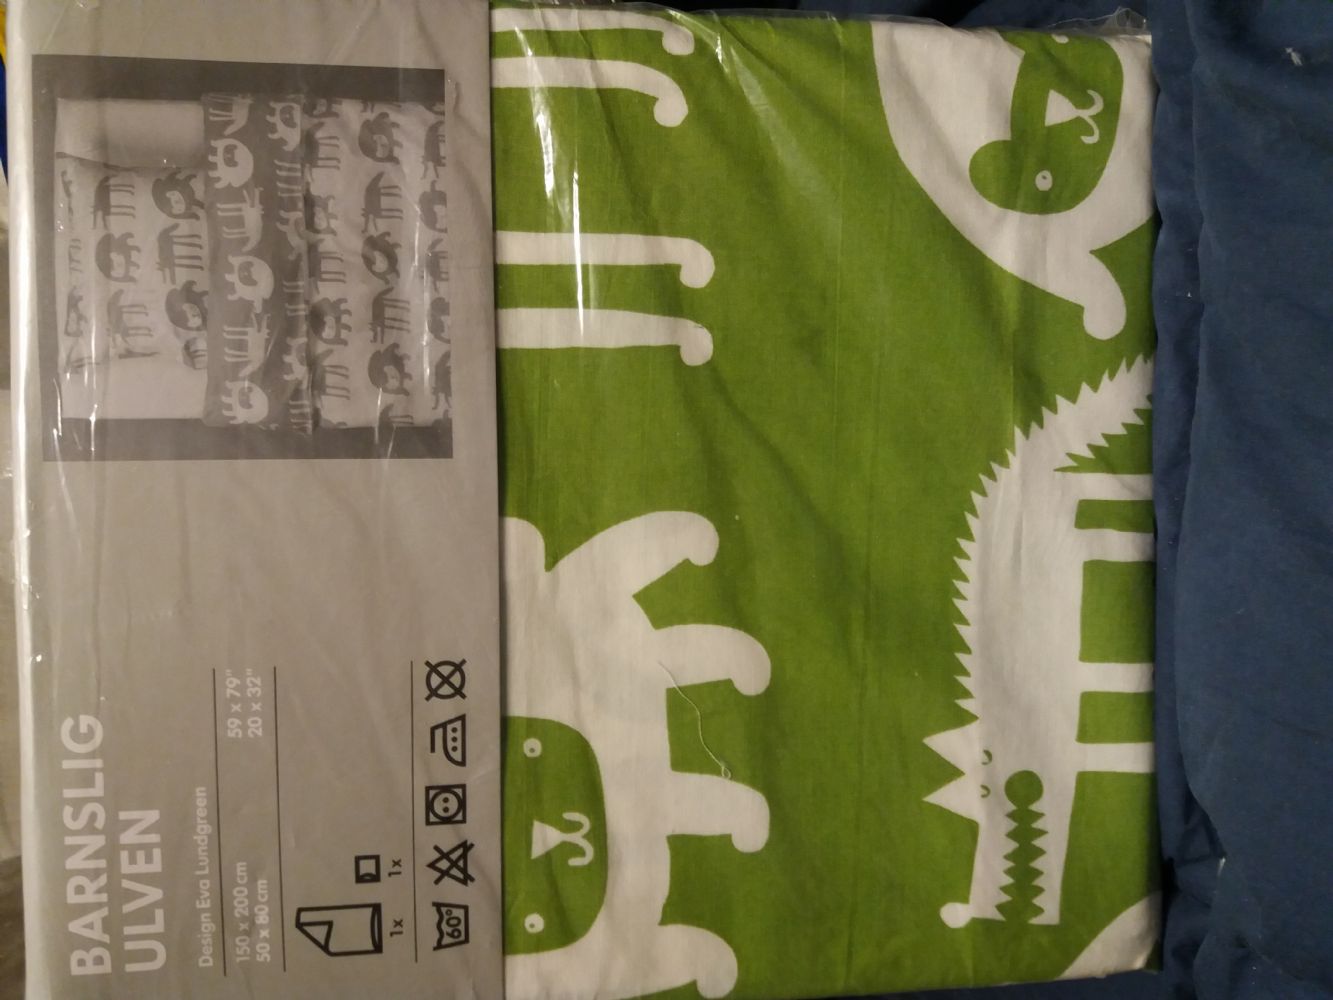 BARNSLIG
ULVEN
Design Eva Lundgreen
150 x 200 cm 59 x 79"
50 x 80 cm 20 x 32"
1x 1x
60°